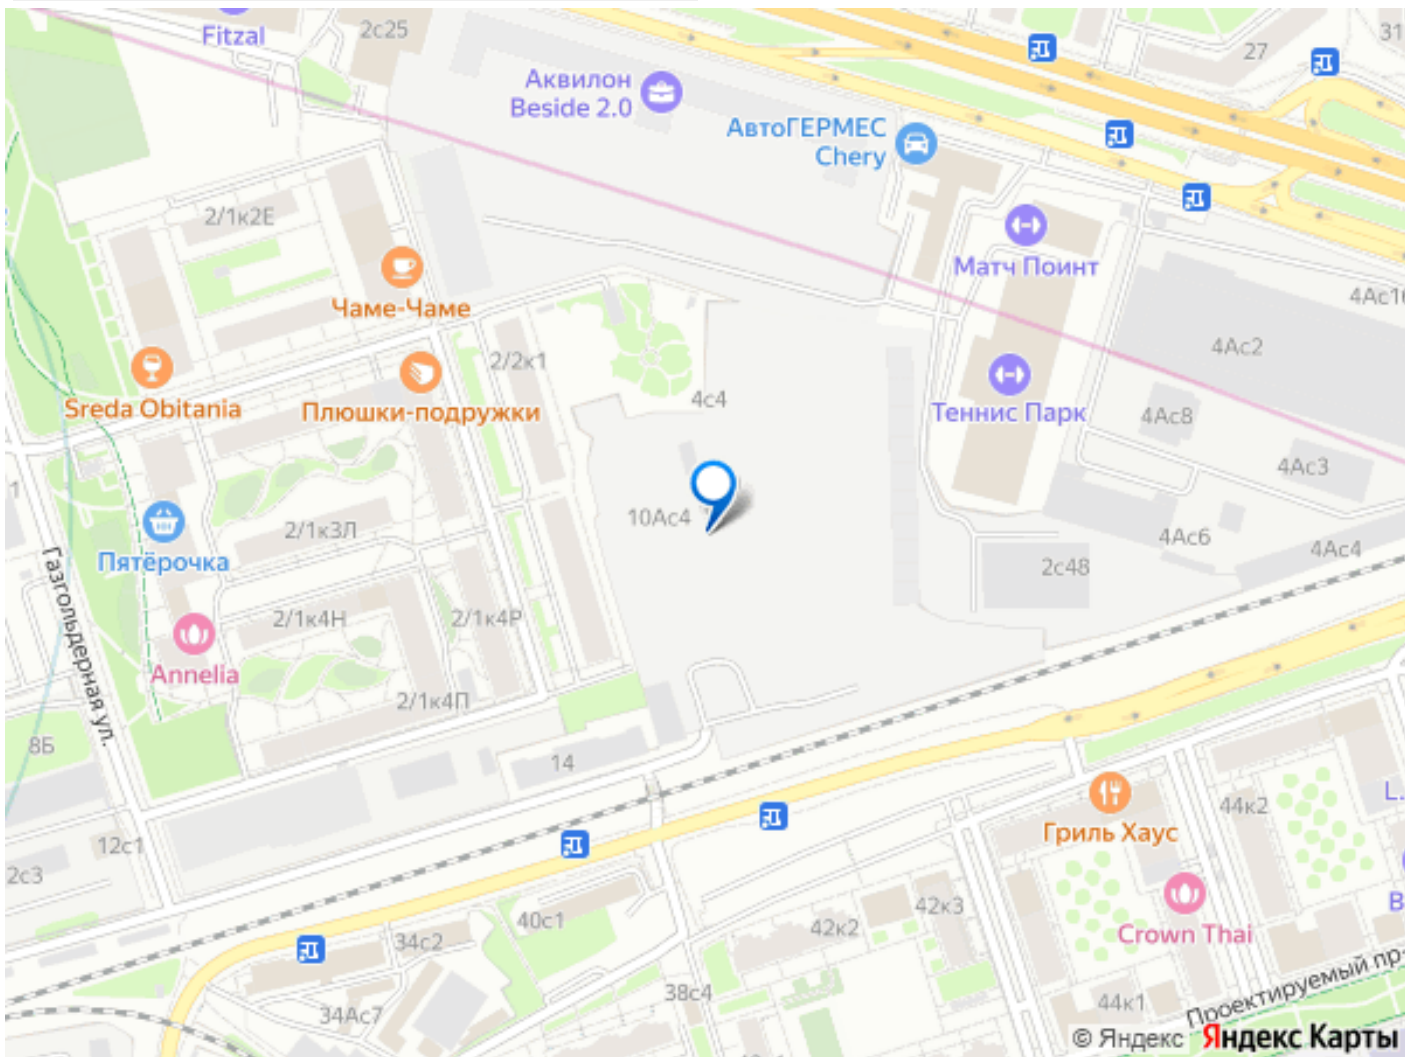 Fitzal
2с25
27
31
Аквилон
Beside 2.0
АвтоГЕРМЕС
Chery
2/1к2Е
Матч Поинт
Чаме-Чаме
4Ас2
2/2к1
Sreda Obitania
Плюшки-подружки
4с4
Теннис Парк
4Ас8
4Ас3
1
10Ас4
2/1к3Л
4Ас6
4Ас4
Пятёрочка
2с48
Газгольдерная ул.
2/1к4Н
2/1к4Р
Annelia
2/1к4П
8Б
14
44к2
L.
Гриль Хаус
12с1
2с3
40с1
42к3
42к2
34с2
B
Crown Thai
38с4
34Ас7
44к1
Проектируемый пр-
© Яндекс Яндекс Карты